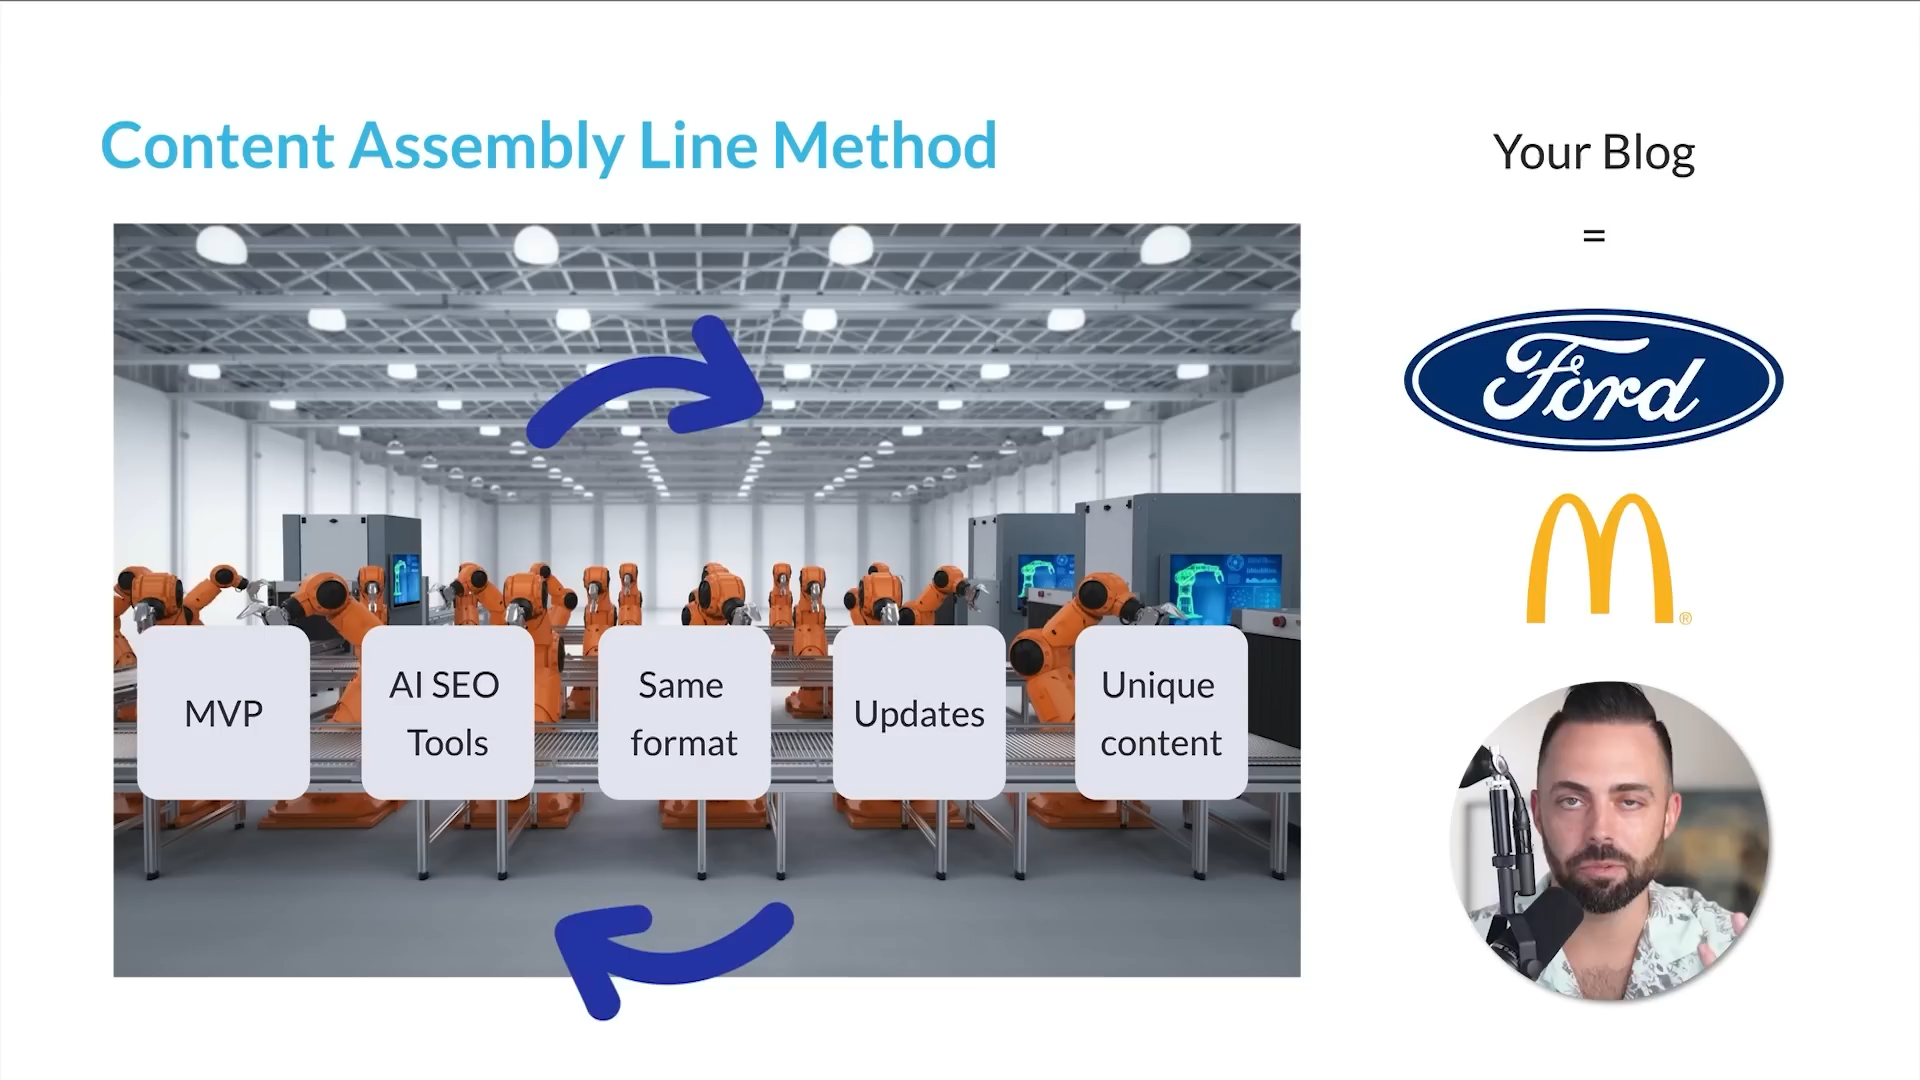 Content Assembly Line Method
Your Blog
=
Ford
®
MVP
AI SEO
Tools
Same
format
Updates
Unique
content